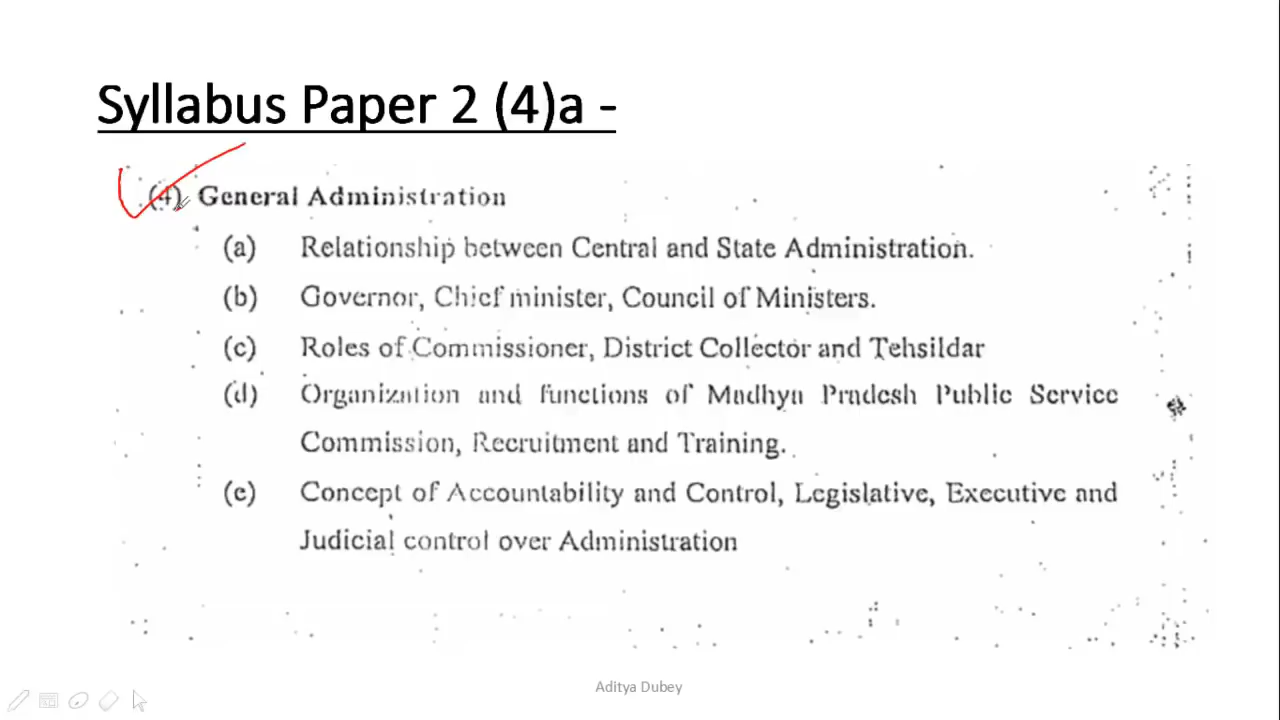 Syllabus Paper 2 (4)a -
(4) General Administration
(a) Relationship between Central and State Administration.
(b) Governor, Chief minister, Council of Ministers.
(c) Roles of Commissioner, District Collector and Tehsildar
(d) Organization and functions of Madhya Pradesh Public Service
Commission, Recruitment and Training.
(e) Concept of Accountability and Control, Legislative, Executive and
Judicial control over Administration
Aditya Dubey